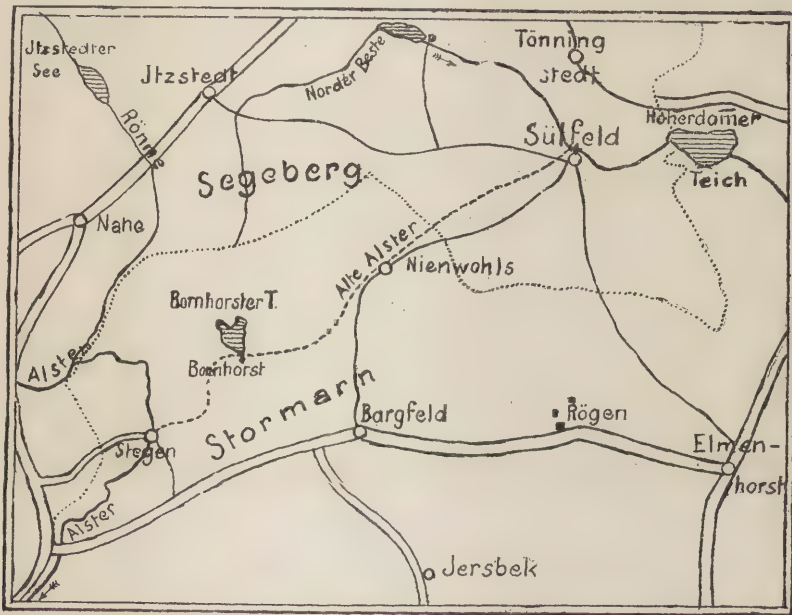 Jtzstedter
See
Jtzstedt
Norder Beste
Tönning
stedt
Rönne
Höherdamer
Teich
Sülfeld
Segeberg
Nahe
Alte Alster
Nienwohls
Bornhorster T.
Bornhorst
Alster
Stormarn
Bargfeld
Rögen
Stegen
Elmen-
horst
Alster
Jersbek